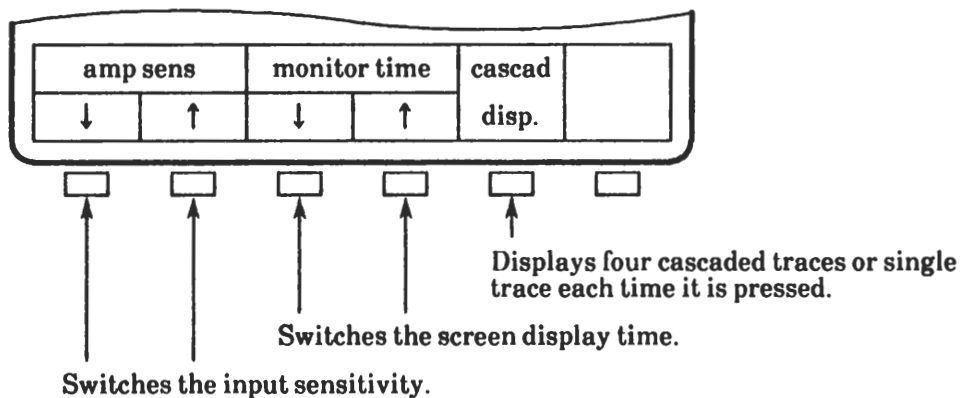 amp sens monitor time cascad
↓ ↑ ↓ ↑ disp.
Displays four cascaded traces or single
trace each time it is pressed.
Switches the screen display time.
Switches the input sensitivity.